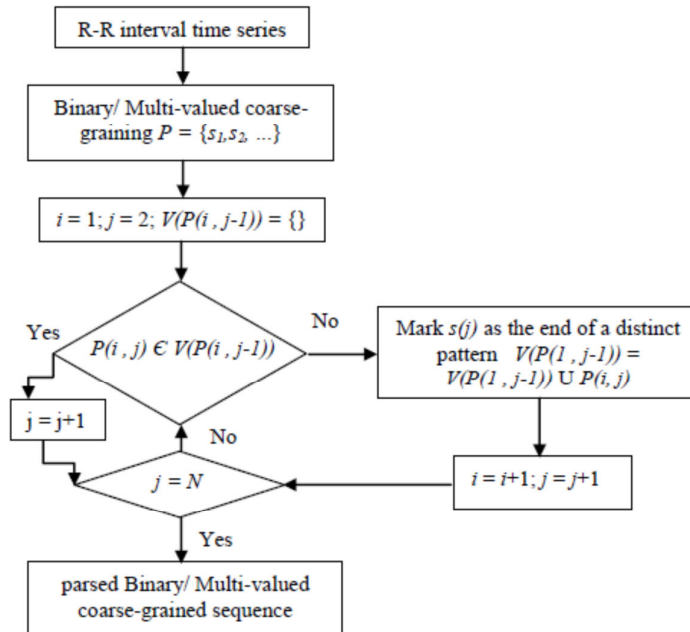 R-R interval time series
Binary/ Multi-valued coarse-
graining P = {s1,s2, ...}
i = 1; j = 2; V(P(i , j-1)) = {}
Yes
P(i , j) Є V(P(i , j-1))
No
Mark s(j) as the end of a distinct
pattern V(P(1 , j-1)) =
V(P(1 , j-1)) U P(i, j)
j = j+1
No
j = N
i = i+1; j = j+1
Yes
parsed Binary/ Multi-valued
coarse-grained sequence